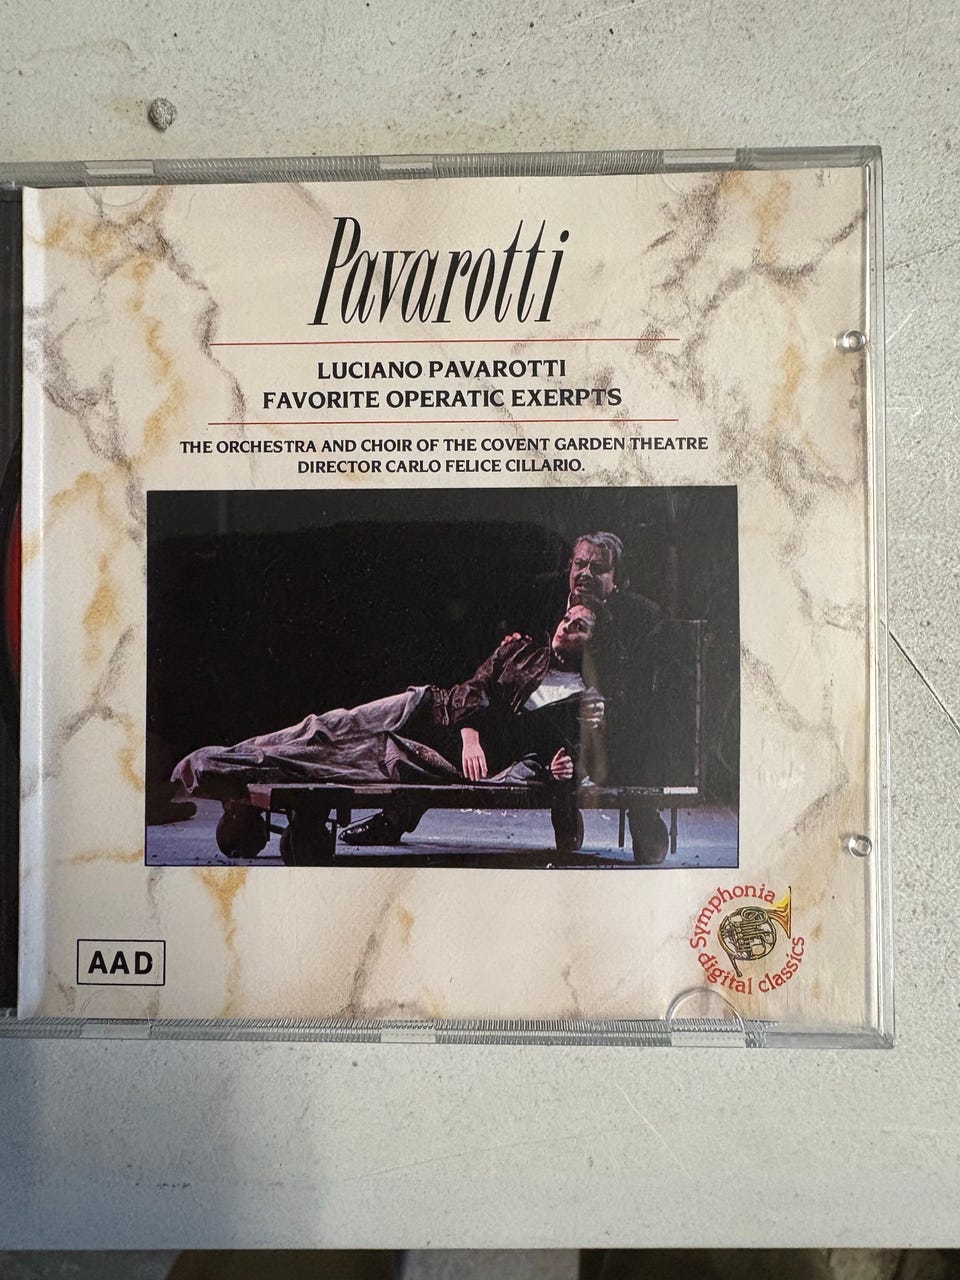 Pavarotti
LUCIANO PAVAROTTI
FAVORITE OPERATIC EXERPTS
THE ORCHESTRA AND CHOIR OF THE COVENT GARDEN THEATRE
DIRECTOR CARLO FELICE CILLARIO.
AAD
Symphonia
digital classics